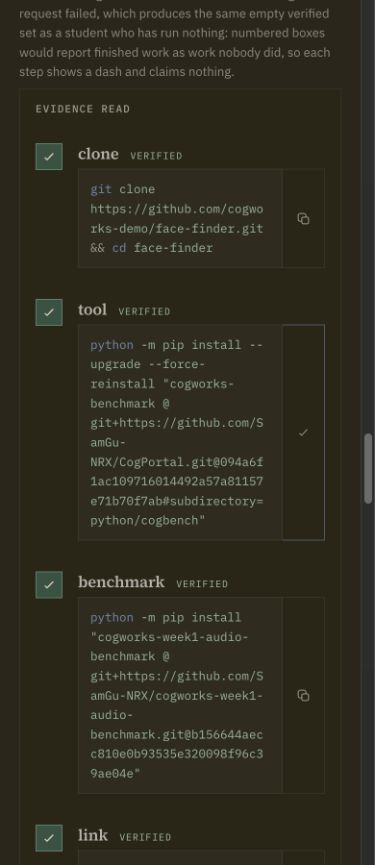 request failed, which produces the same empty verified
set as a student who has run nothing: numbered boxes
would report finished work as work nobody did, so each
step shows a dash and claims nothing.
EVIDENCE READ
clone VERIFIED
git clone
https://github.com/cogwo
rks-demo/face-finder.git
&& cd face-finder
tool VERIFIED
python -m pip install --
upgrade --force-
reinstall "cogworks-
benchmark @
git+https://github.com/S
amGu-
NRX/CogPortal.git@094a6f
1ac109716014492a57a81157
e71b70f7ab#subdirectory=
python/cogbench"
benchmark VERIFIED
python -m pip install
"cogworks-week1-audio-
benchmark @
git+https://github.com/S
amGu-NRX/cogworks-week1-
audio-
benchmark.git@b156644aec
c810e0b93535e320098f96c3
9ae04e"
link VERIFIED